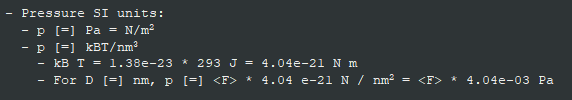 - Pressure SI units:
- p [=] Pa = N/m²
- p [=] kBT/nm³
- kB T = 1.38e-23 * 293 J = 4.04e-21 N m
- For D [=] nm, p [=] <F> * 4.04 e-21 N / nm² = <F> * 4.04e-03 Pa